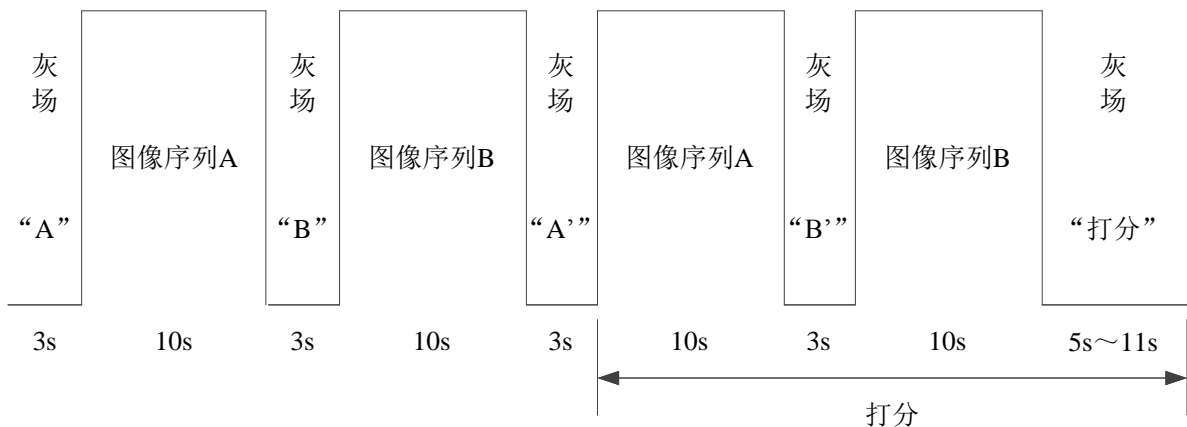 灰场
灰场
灰场
灰场
灰场
图像序列A
图像序列B
图像序列A
图像序列B
“A”
“B”
“A’”
“B’”
“打分”
3s
10s
3s
10s
3s
10s
3s
10s
5s～11s
打分